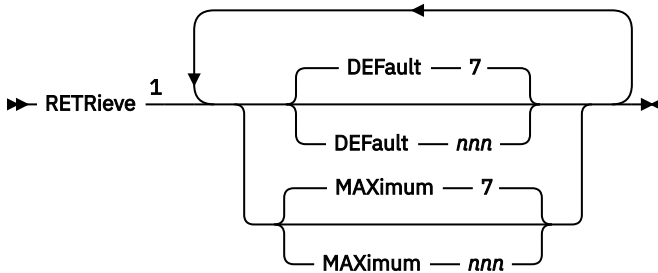 DEFault 7
RETRieve 1
DEFault nnn
MAXimum 7
MAXimum nnn